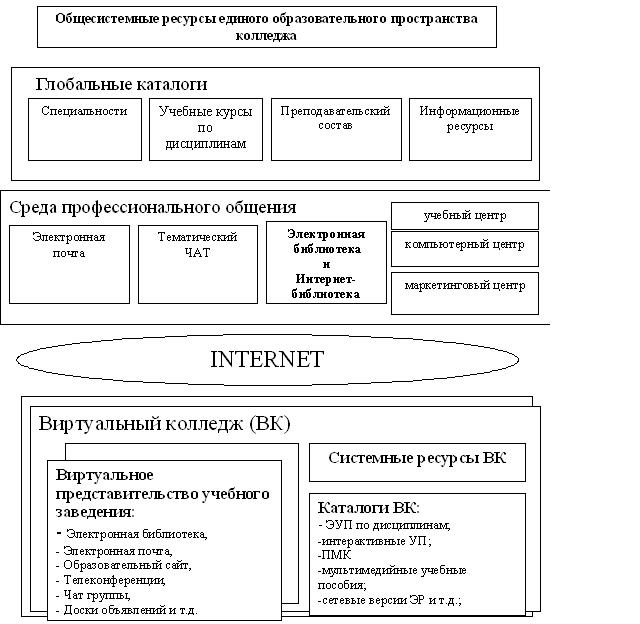 Общесистемные ресурсы единого образовательного пространства
колледжа
Глобальные каталоги
Специальности
Учебные курсы
по
дисциплинам
Преподавательский
состав
Информационные
ресурсы
Среда профессионального общения
Электронная
почта
Тематический
ЧАТ
Электронная
библиотека
и
Интернет-
библиотека
учебный центр
компьютерный центр
маркетинговый центр
INTERNET
Виртуальный колледж (ВК)
Виртуальное
представительство учебного
заведения:
- Электронная библиотека,
- Электронная почта,
- Образовательный сайт,
- Телеконференции,
- Чат группы,
- Доски объявлений и т.д.
Системные ресурсы ВК
Каталоги ВК:
- ЭУП по дисциплинам;
-интерактивные УП;
-ПМК
-мультимедийные учебные
пособия;
-сетевые версии ЭР и т.д.;